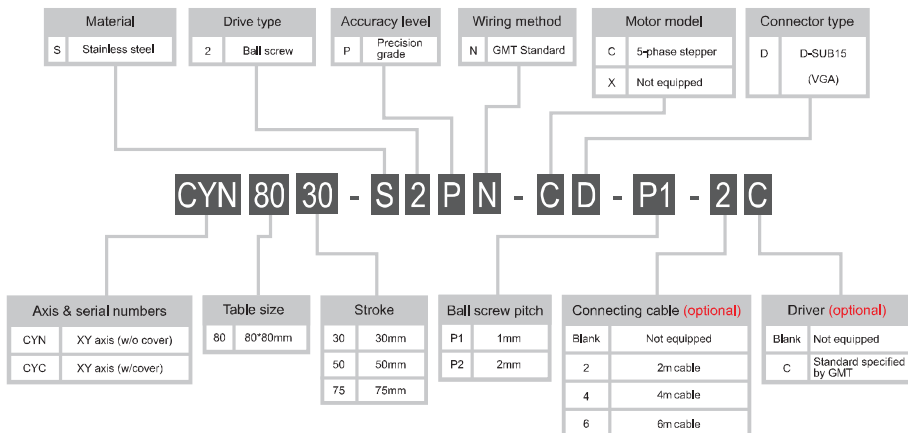 Material
S Stainless steel
Drive type
2 Ball screw
Accuracy level
P Precision
grade
Wiring method
N GMT Standard
Motor model
C 5-phase stepper
X Not equipped
Connector type
D D-SUB15
(VGA)
CYN 80 30 - S 2 P N - C D - P1 - 2 C
Axis & serial numbers
CYN XY axis (w/o cover)
CYC XY axis (w/cover)
Table size
80 80*80mm
Stroke
30 30mm
50 50mm
75 75mm
Ball screw pitch
P1 1mm
P2 2mm
Connecting cable (optional)
Blank Not equipped
2 2m cable
4 4m cable
6 6m cable
Driver (optional)
Blank Not equipped
C Standard specified
by GMT